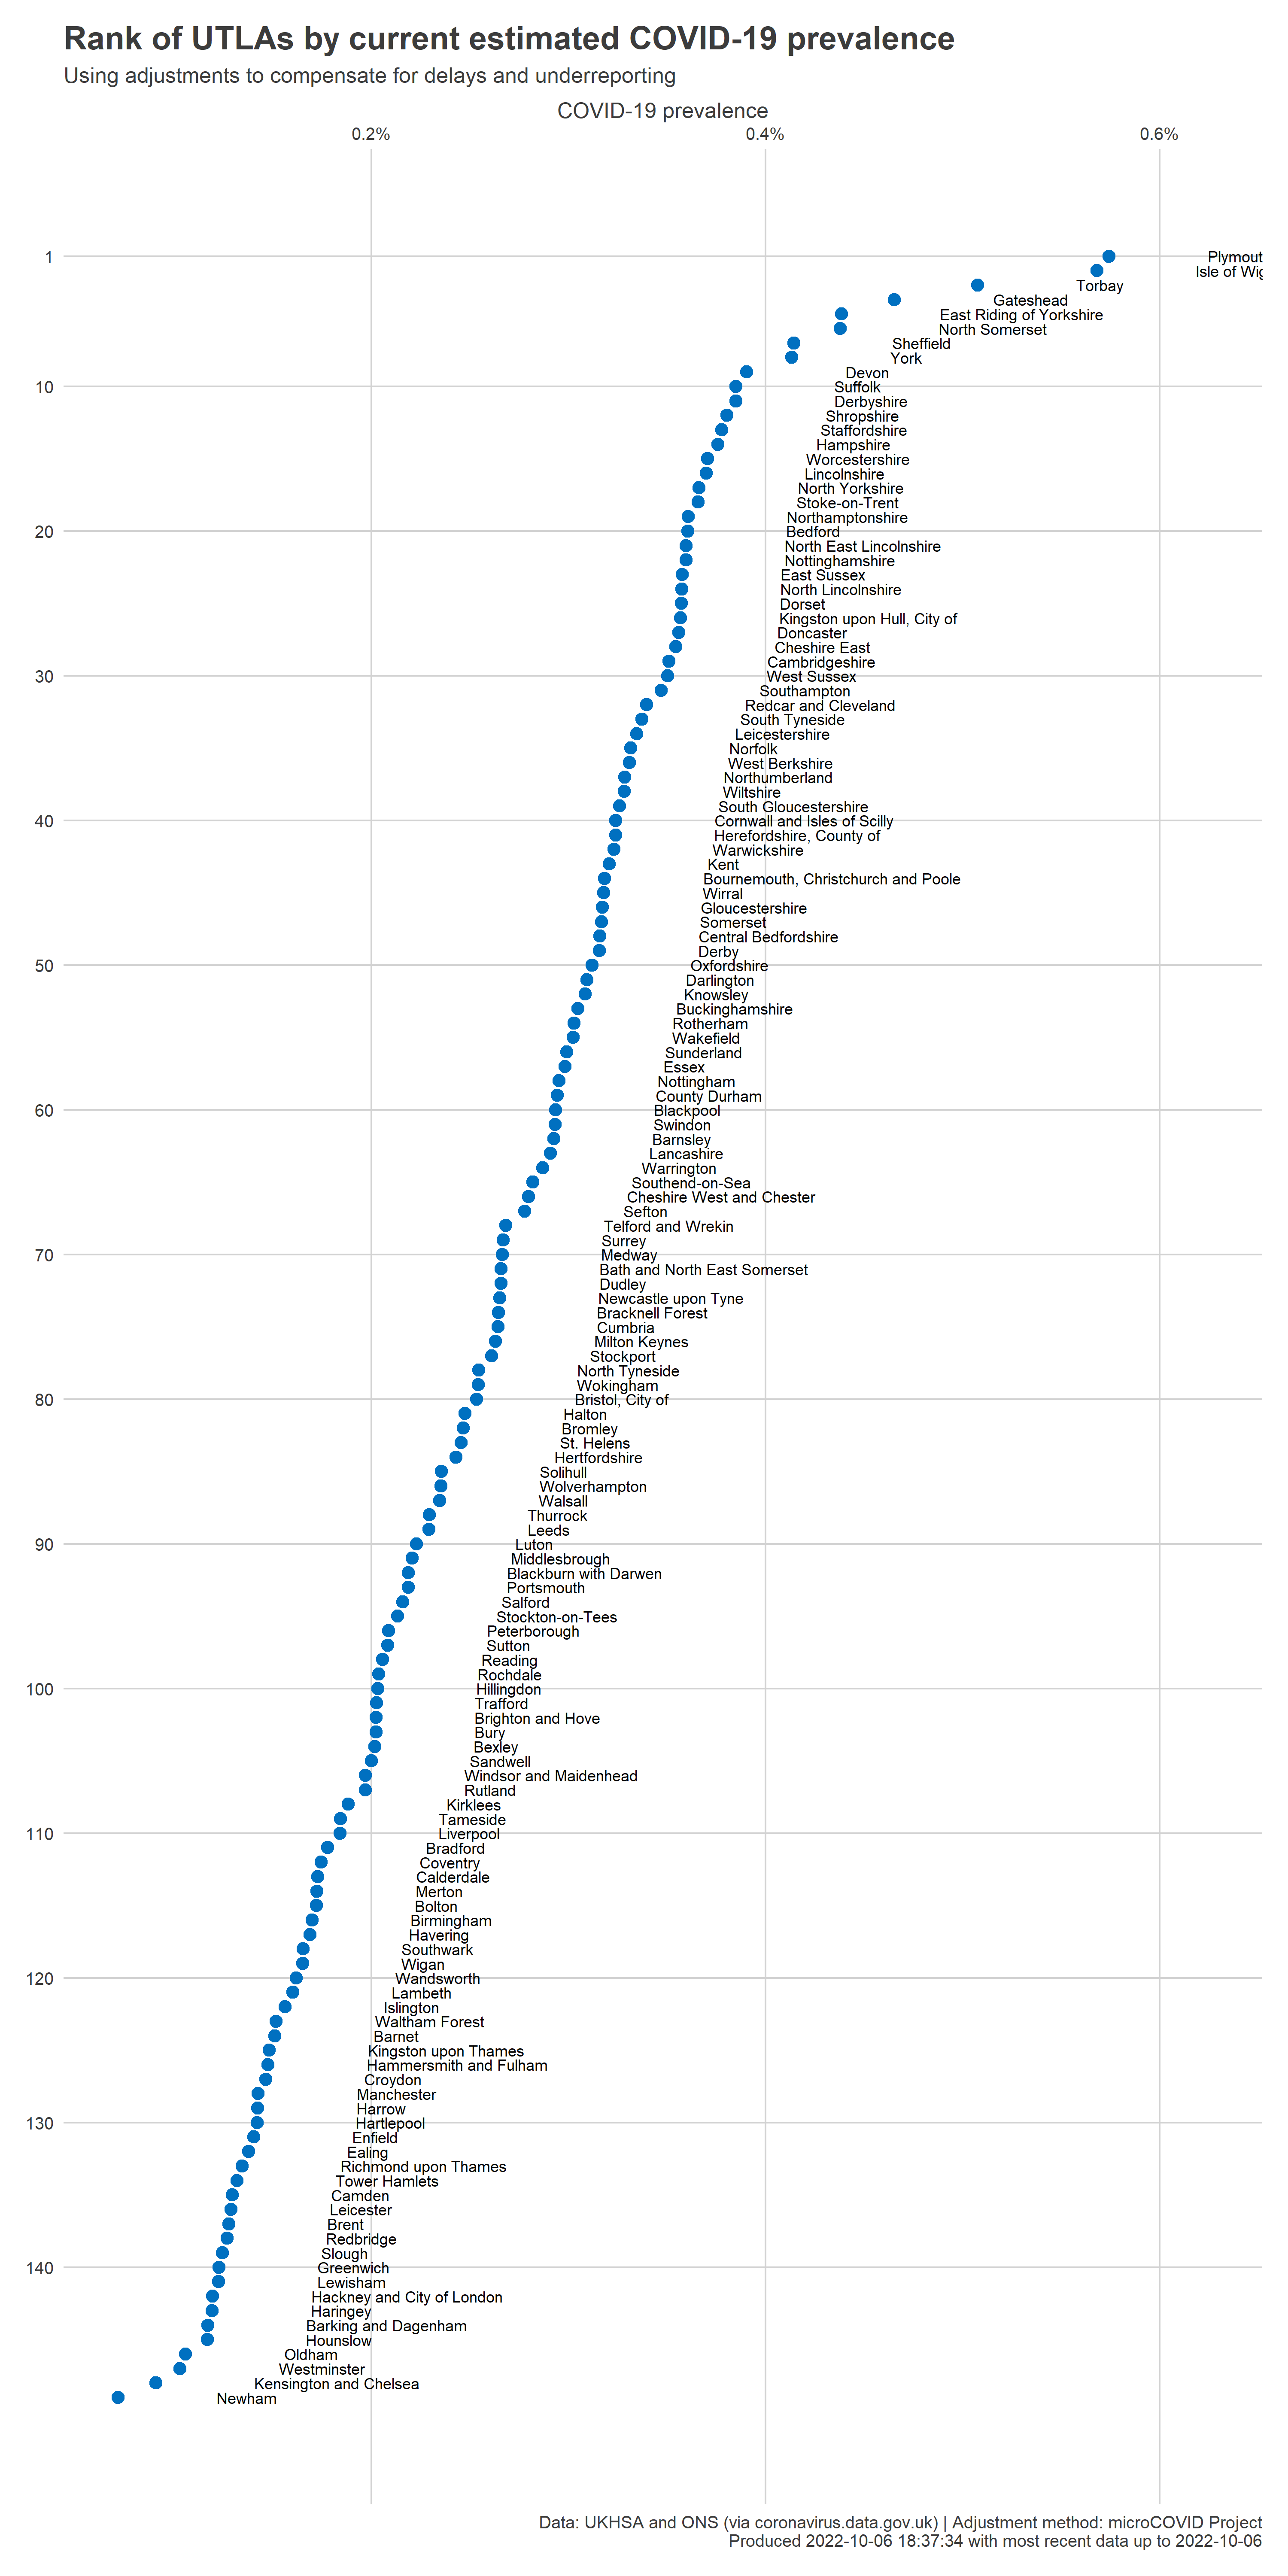 Rank of UTLAs by current estimated COVID-19 prevalence
Using adjustments to compensate for delays and underreporting
COVID-19 prevalence
0.2% 0.4% 0.6%
1 Plymout
Isle of Wig
Torbay
Gateshead
East Riding of Yorkshire
North Somerset
Sheffield
York
Devon
10 Suffolk
Derbyshire
Shropshire
Staffordshire
Hampshire
Worcestershire
Lincolnshire
North Yorkshire
Stoke-on-Trent
Northamptonshire
20 Bedford
North East Lincolnshire
Nottinghamshire
East Sussex
North Lincolnshire
Dorset
Kingston upon Hull, City of
Doncaster
Cheshire East
Cambridgeshire
30 West Sussex
Southampton
Redcar and Cleveland
South Tyneside
Leicestershire
Norfolk
West Berkshire
Northumberland
Wiltshire
South Gloucestershire
40 Cornwall and Isles of Scilly
Herefordshire, County of
Warwickshire
Kent
Bournemouth, Christchurch and Poole
Wirral
Gloucestershire
Somerset
Central Bedfordshire
Derby
50 Oxfordshire
Darlington
Knowsley
Buckinghamshire
Rotherham
Wakefield
Sunderland
Essex
Nottingham
County Durham
60 Blackpool
Swindon
Barnsley
Lancashire
Warrington
Southend-on-Sea
Cheshire West and Chester
Sefton
Telford and Wrekin
Surrey
70 Medway
Bath and North East Somerset
Dudley
Newcastle upon Tyne
Bracknell Forest
Cumbria
Milton Keynes
Stockport
North Tyneside
Wokingham
80 Bristol, City of
Halton
Bromley
St. Helens
Hertfordshire
Solihull
Wolverhampton
Walsall
Thurrock
Leeds
90 Luton
Middlesbrough
Blackburn with Darwen
Portsmouth
Salford
Stockton-on-Tees
Peterborough
Sutton
Reading
Rochdale
100 Hillingdon
Trafford
Brighton and Hove
Bury
Bexley
Sandwell
Windsor and Maidenhead
Rutland
Kirklees
Tameside
110 Liverpool
Bradford
Coventry
Calderdale
Merton
Bolton
Birmingham
Havering
Southwark
Wigan
120 Wandsworth
Lambeth
Islington
Waltham Forest
Barnet
Kingston upon Thames
Hammersmith and Fulham
Croydon
Manchester
Harrow
130 Hartlepool
Enfield
Ealing
Richmond upon Thames
Tower Hamlets
Camden
Leicester
Brent
Redbridge
Slough
140 Greenwich
Lewisham
Hackney and City of London
Haringey
Barking and Dagenham
Hounslow
Oldham
Westminster
Kensington and Chelsea
Newham
Data: UKHSA and ONS (via coronavirus.data.gov.uk) | Adjustment method: microCOVID Project
Produced 2022-10-06 18:37:34 with most recent data up to 2022-10-06